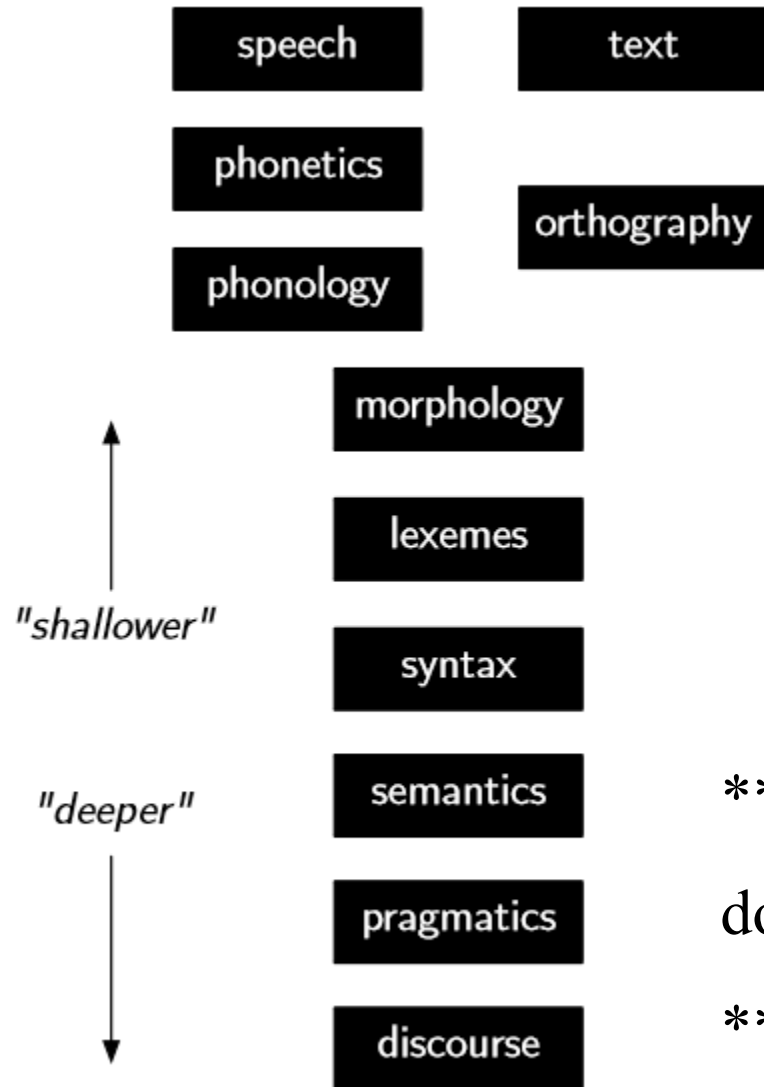 speech
text
phonetics
orthography
phonology
morphology
lexemes
"shallower"
syntax
semantics
**
"deeper"
pragmatics
discourse
**